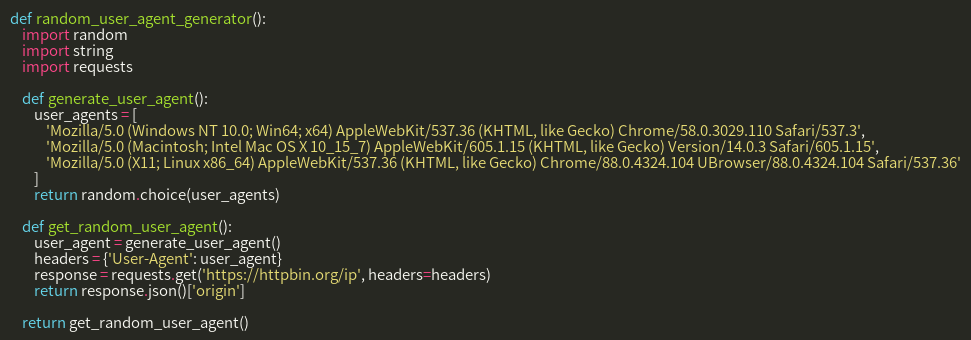 def random_user_agent_generator():
    import random
    import string
    import requests

    def generate_user_agent():
        user_agents = [
            'Mozilla/5.0 (Windows NT 10.0; Win64; x64) AppleWebKit/537.36 (KHTML, like Gecko) Chrome/58.0.3029.110 Safari/537.3',
            'Mozilla/5.0 (Macintosh; Intel Mac OS X 10_15_7) AppleWebKit/605.1.15 (KHTML, like Gecko) Version/14.0.3 Safari/605.1.15',
            'Mozilla/5.0 (X11; Linux x86_64) AppleWebKit/537.36 (KHTML, like Gecko) Chrome/88.0.4324.104 UBrowser/88.0.4324.104 Safari/537.36'
        ]
        return random.choice(user_agents)

    def get_random_user_agent():
        user_agent = generate_user_agent()
        headers = {'User-Agent': user_agent}
        response = requests.get('https://httpbin.org/ip', headers=headers)
        return response.json()['origin']

    return get_random_user_agent()